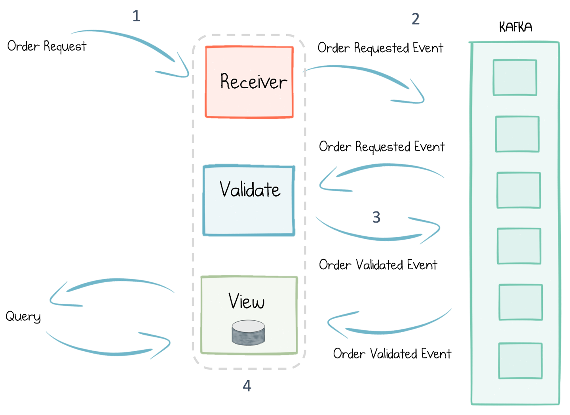 1
2
KAFKA
Order Request
Order Requested Event
Receiver
Order Requested Event
Validate
3
Order Validated Event
View
Query
Order Validated Event
4